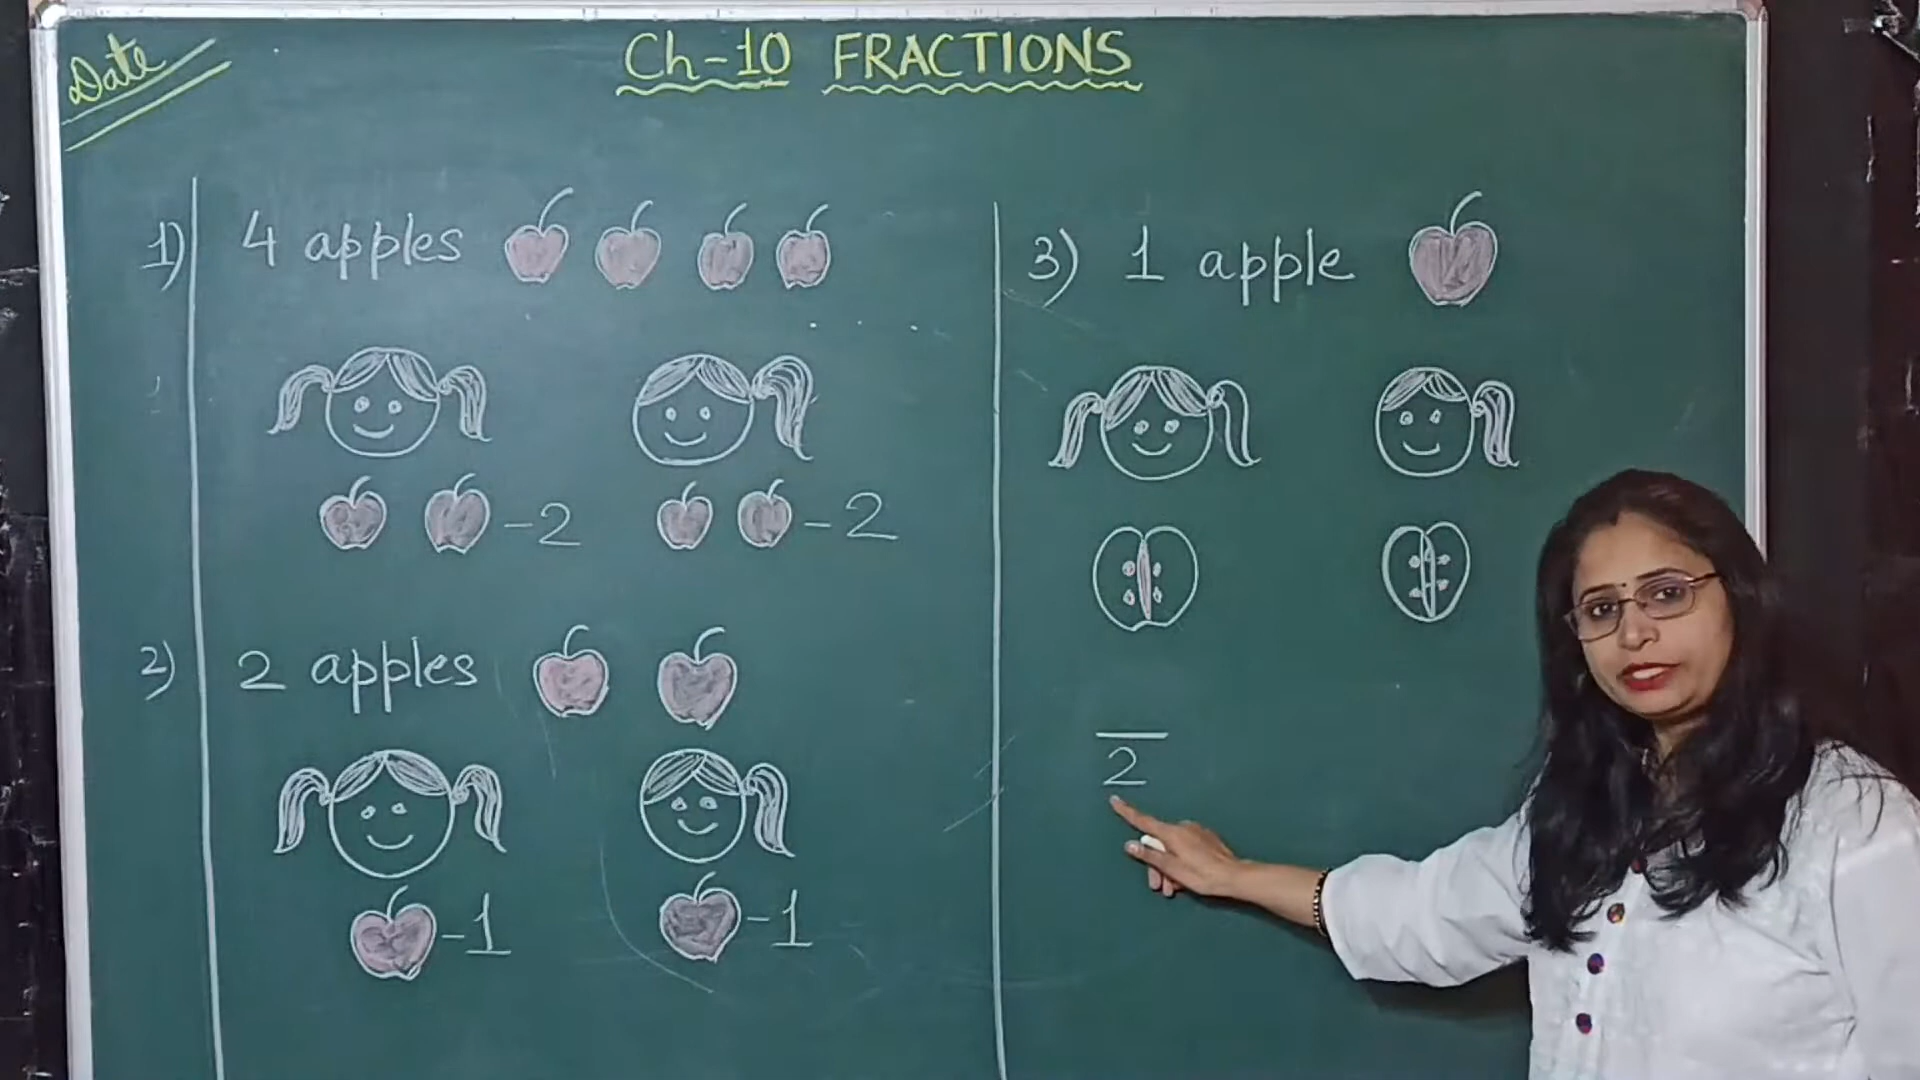 Date
Ch-10 FRACTIONS
1) 4 apples
-2 -2
2) 2 apples
-1 -1
3) 1 apple
2